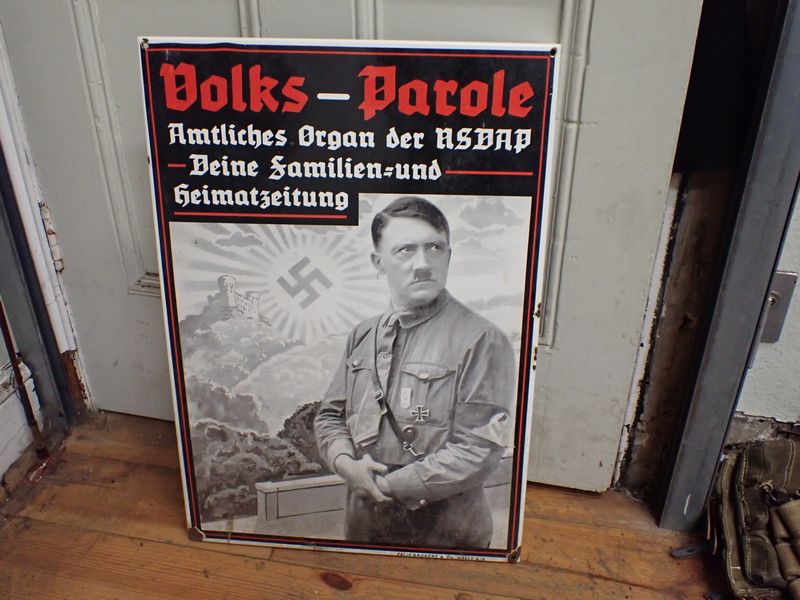 Volks - Parole
Amtliches Organ der NSDAP
- Deine Familien-und
Heimatzeitung